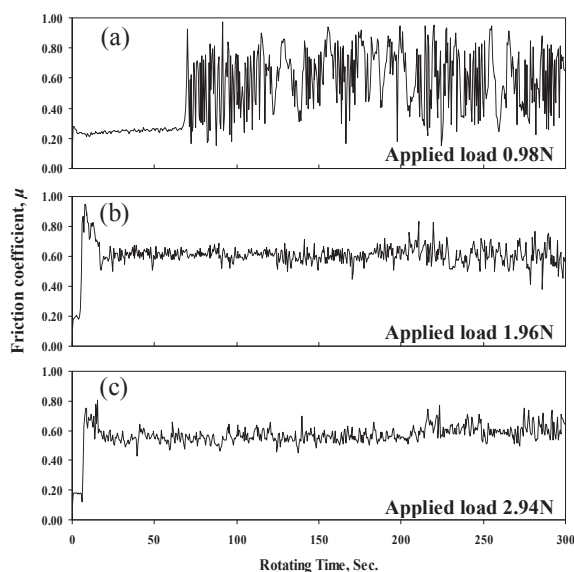 1.00
(a)
0.80
0.60
0.40
0.20
Applied load 0.98N
0.00
Friction coefficient, μ
1.00
(b)
0.80
0.60
0.40
0.20
Applied load 1.96N
0.00
1.00
(c)
0.80
0.60
0.40
0.20
Applied load 2.94N
0.00
0 50 100 150 200 250 300
Rotating Time, Sec.